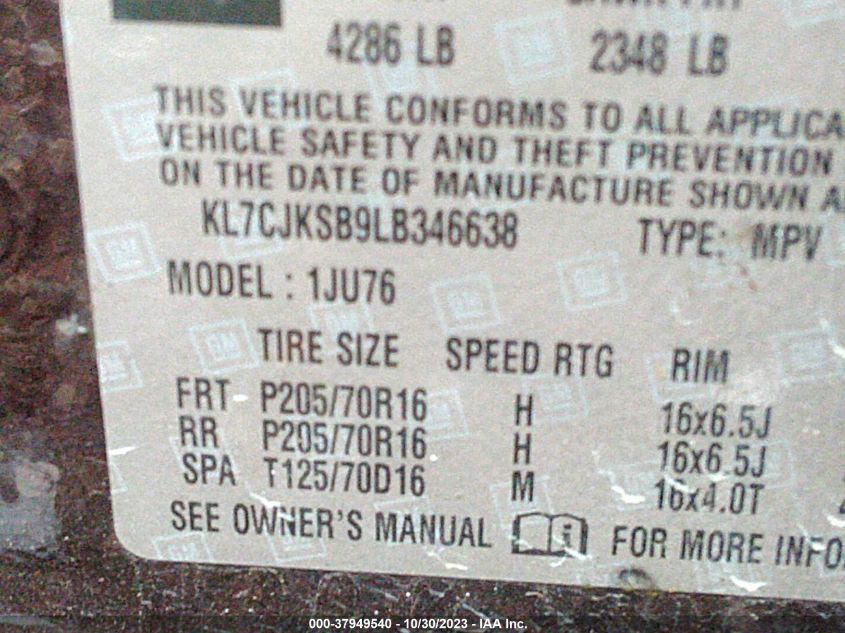 4286 LB 2348 LB
THIS VEHICLE CONFORMS TO ALL APPLICA
VEHICLE SAFETY AND THEFT PREVENTION
ON THE DATE OF MANUFACTURE SHOWN A
KL7CJKSB9LB346638 TYPE: MPV
MODEL : 1JU76
TIRE SIZE SPEED RTG RIM
FRT P205/70R16 H 16x6.5J
RR P205/70R16 H 16x6.5J
SPA T125/70D16 M 16x4.0T
SEE OWNER'S MANUAL FOR MORE INFO
000-37949540 - 10/30/2023 - IAA Inc.